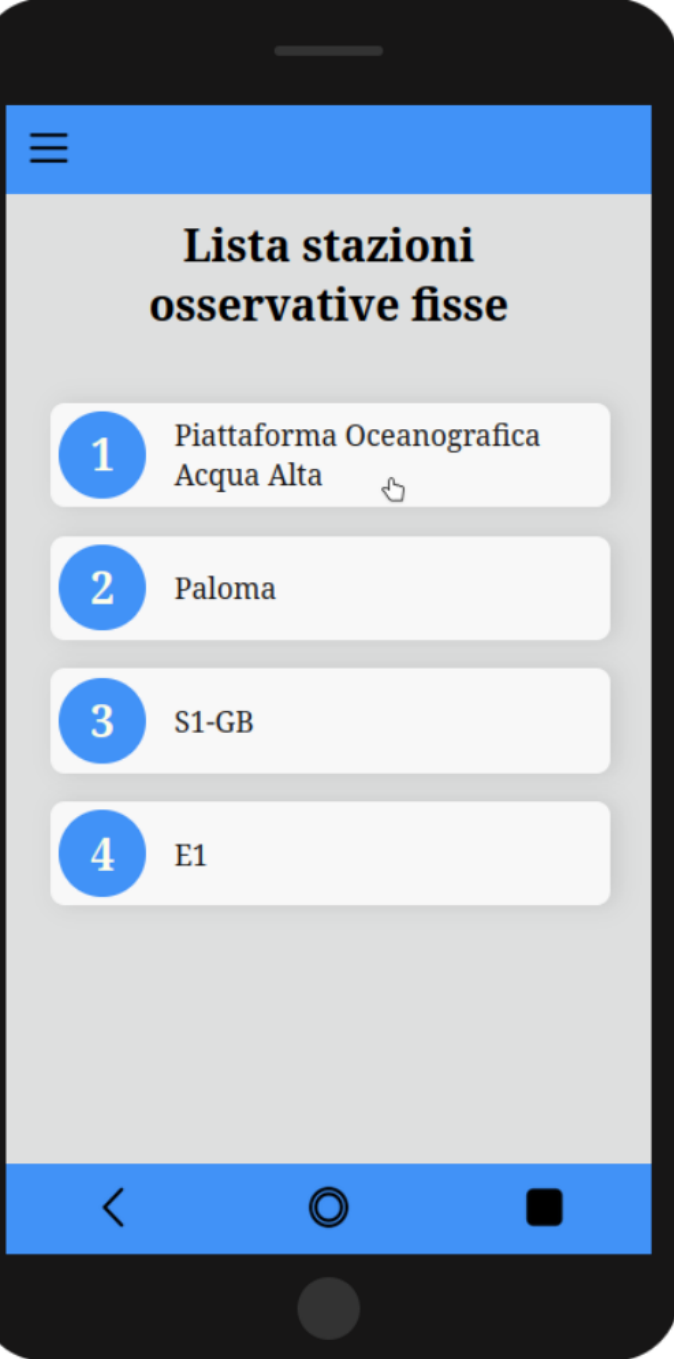 Lista stazioni
osservative fisse
1
Piattaforma Oceanografica
Acqua Alta
2
Paloma
3
S1-GB
4
E1